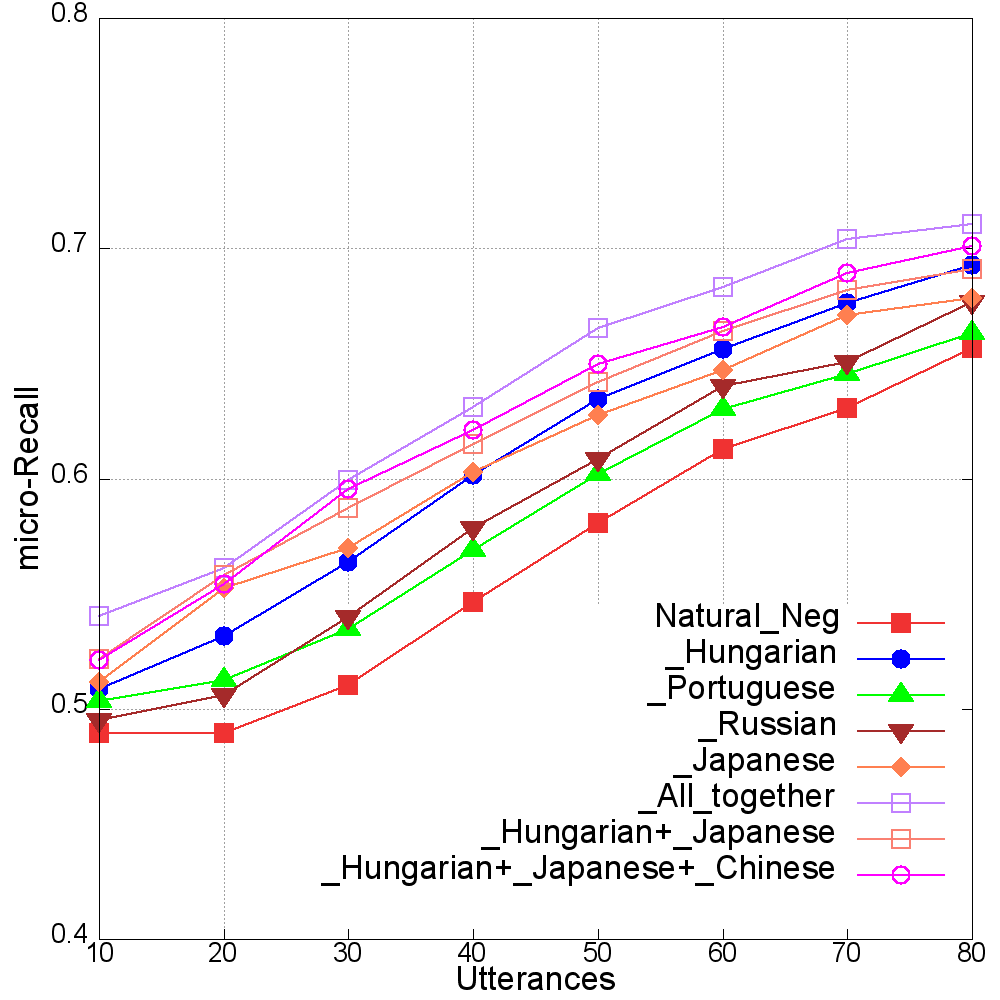 0.8
0.7
0.6
0.5
0.4
micro-Recall
Natural_Neg
_Hungarian
_Portuguese
_Russian
_Japanese
_All_together
_Hungarian+_Japanese
_Hungarian+_Japanese+_Chinese
10 20 30 40 50 60 70 80
Utterances